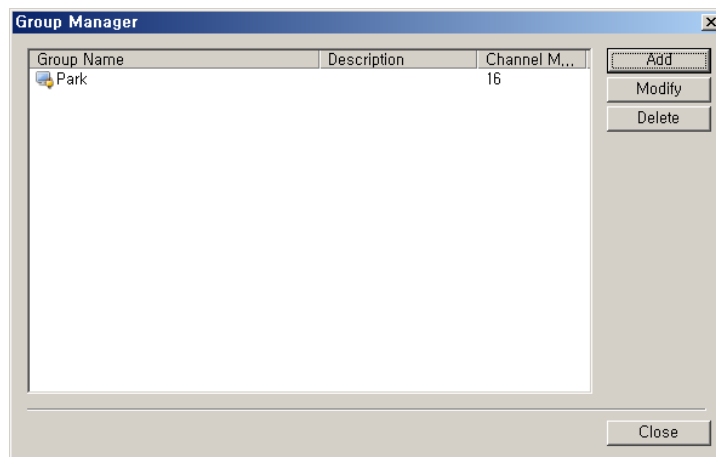 Group Manager
Group Name Description Channel M...
Park 16
Add
Modify
Delete
Close